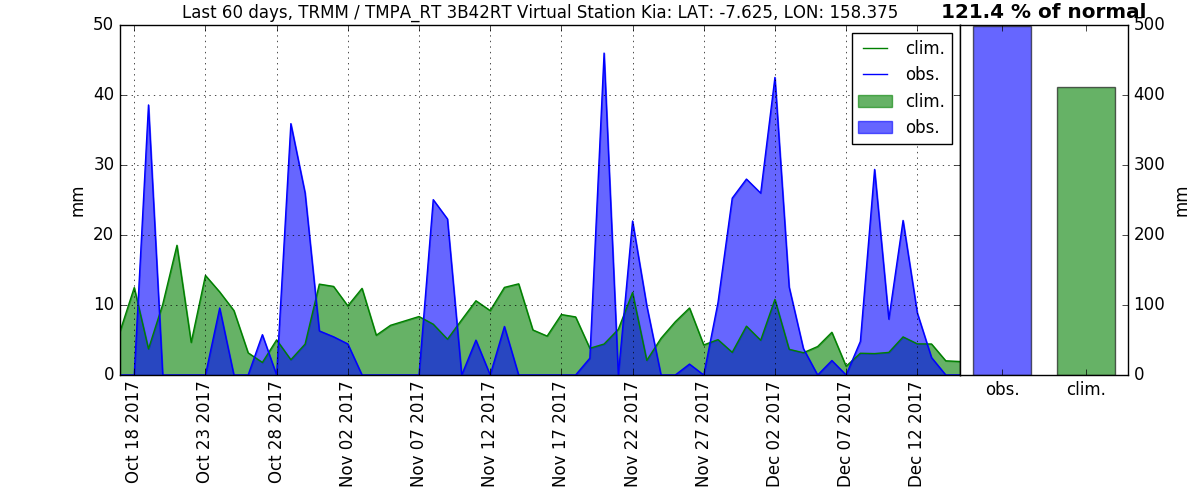 Last 60 days, TRMM / TMPA_RT 3B42RT Virtual Station Kia: LAT: -7.625, LON: 158.375
121.4 % of normal
50
40
30
20
10
0
mm
clim.
obs.
clim.
obs.
500
400
300
200
100
0
mm
Oct 18 2017
Oct 23 2017
Oct 28 2017
Nov 02 2017
Nov 07 2017
Nov 12 2017
Nov 17 2017
Nov 22 2017
Nov 27 2017
Dec 02 2017
Dec 07 2017
Dec 12 2017
obs.
clim.